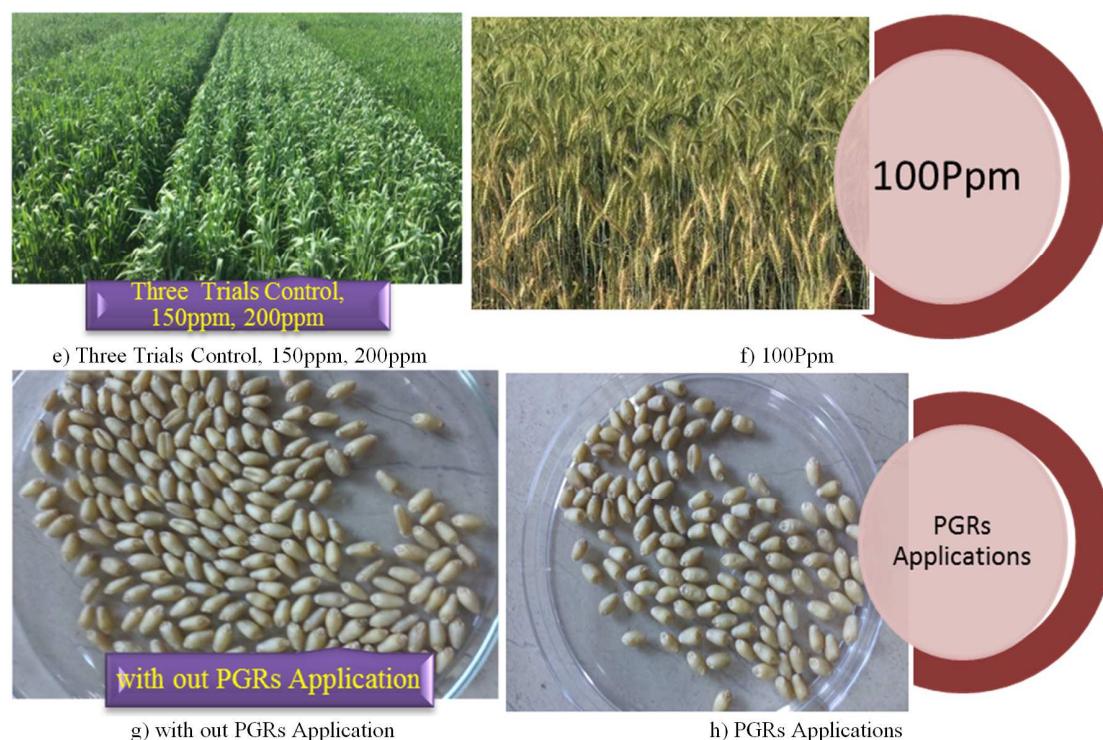 Three Trials Control,
150ppm, 200ppm
100Ppm
e) Three Trials Control, 150ppm, 200ppm
f) 100Ppm
with out PGRs Application
PGRs
Applications
g) with out PGRs Application
h) PGRs Applications